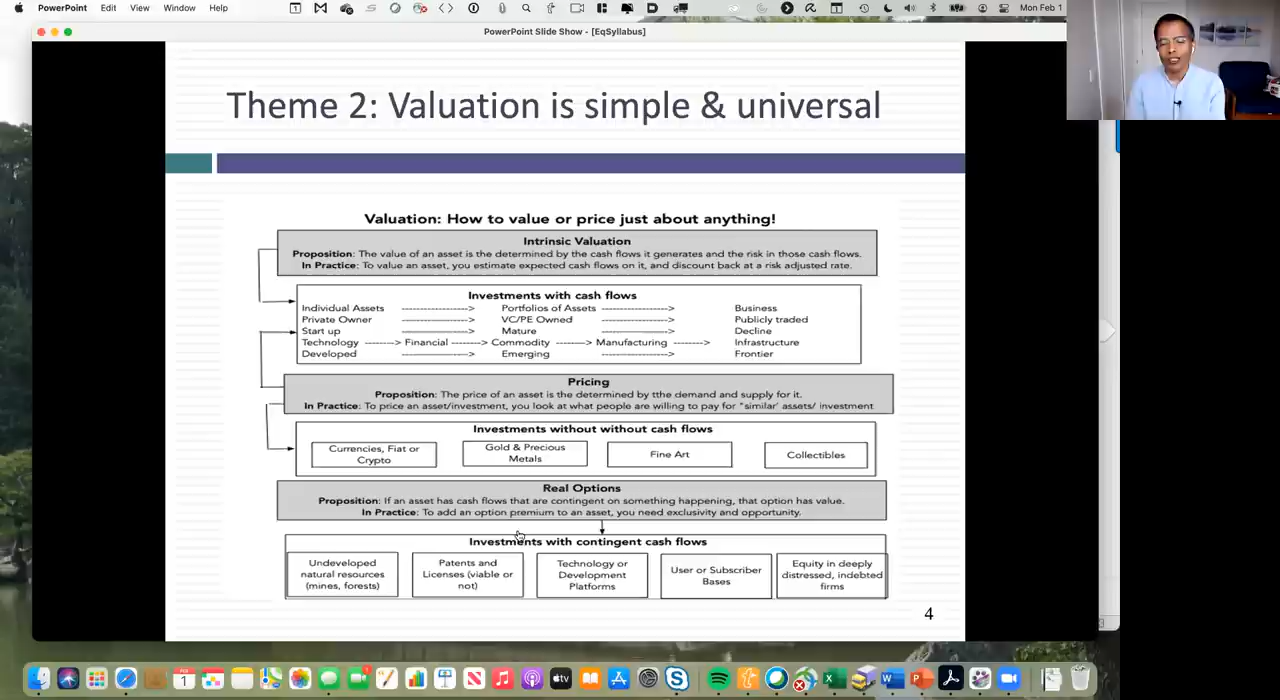 PowerPoint Edit View Window Help
Mon Feb 1
PowerPoint Slide Show - [EqSyllabus]
Theme 2: Valuation is simple & universal
Valuation: How to value or price just about anything!
Intrinsic Valuation
Proposition: The value of an asset is the determined by the cash flows it generates and the risk in those cash flows.
In Practice: To value an asset, you estimate expected cash flows on it, and discount back at a risk adjusted rate.
Investments with cash flows
Individual Assets ----------------> Portfolios of Assets ----------------> Business
Private Owner ----------------> VC/PE Owned ----------------> Publicly traded
Start up ----------------> Mature ----------------> Decline
Technology -------> Financial -------> Commodity -------> Manufacturing -------> Infrastructure
Developed ----------------> Emerging ----------------> Frontier
Pricing
Proposition: The price of an asset is the determined by tthe demand and supply for it.
In Practice: To price an asset/investment, you look at what people are willing to pay for "similar' assets/ investment
Investments without without cash flows
Currencies, Fiat or
Crypto
Gold & Precious
Metals
Fine Art
Collectibles
Real Options
Proposition: If an asset has cash flows that are contingent on something happening, that option has value.
In Practice: To add an option premium to an asset, you need exclusivity and opportunity.
Investments with contingent cash flows
Undeveloped
natural resources
(mines, forests)
Patents and
Licenses (viable or
not)
Technology or
Development
Platforms
User or Subscriber
Bases
Equity in deeply
distressed, indebted
firms
4
1
tv